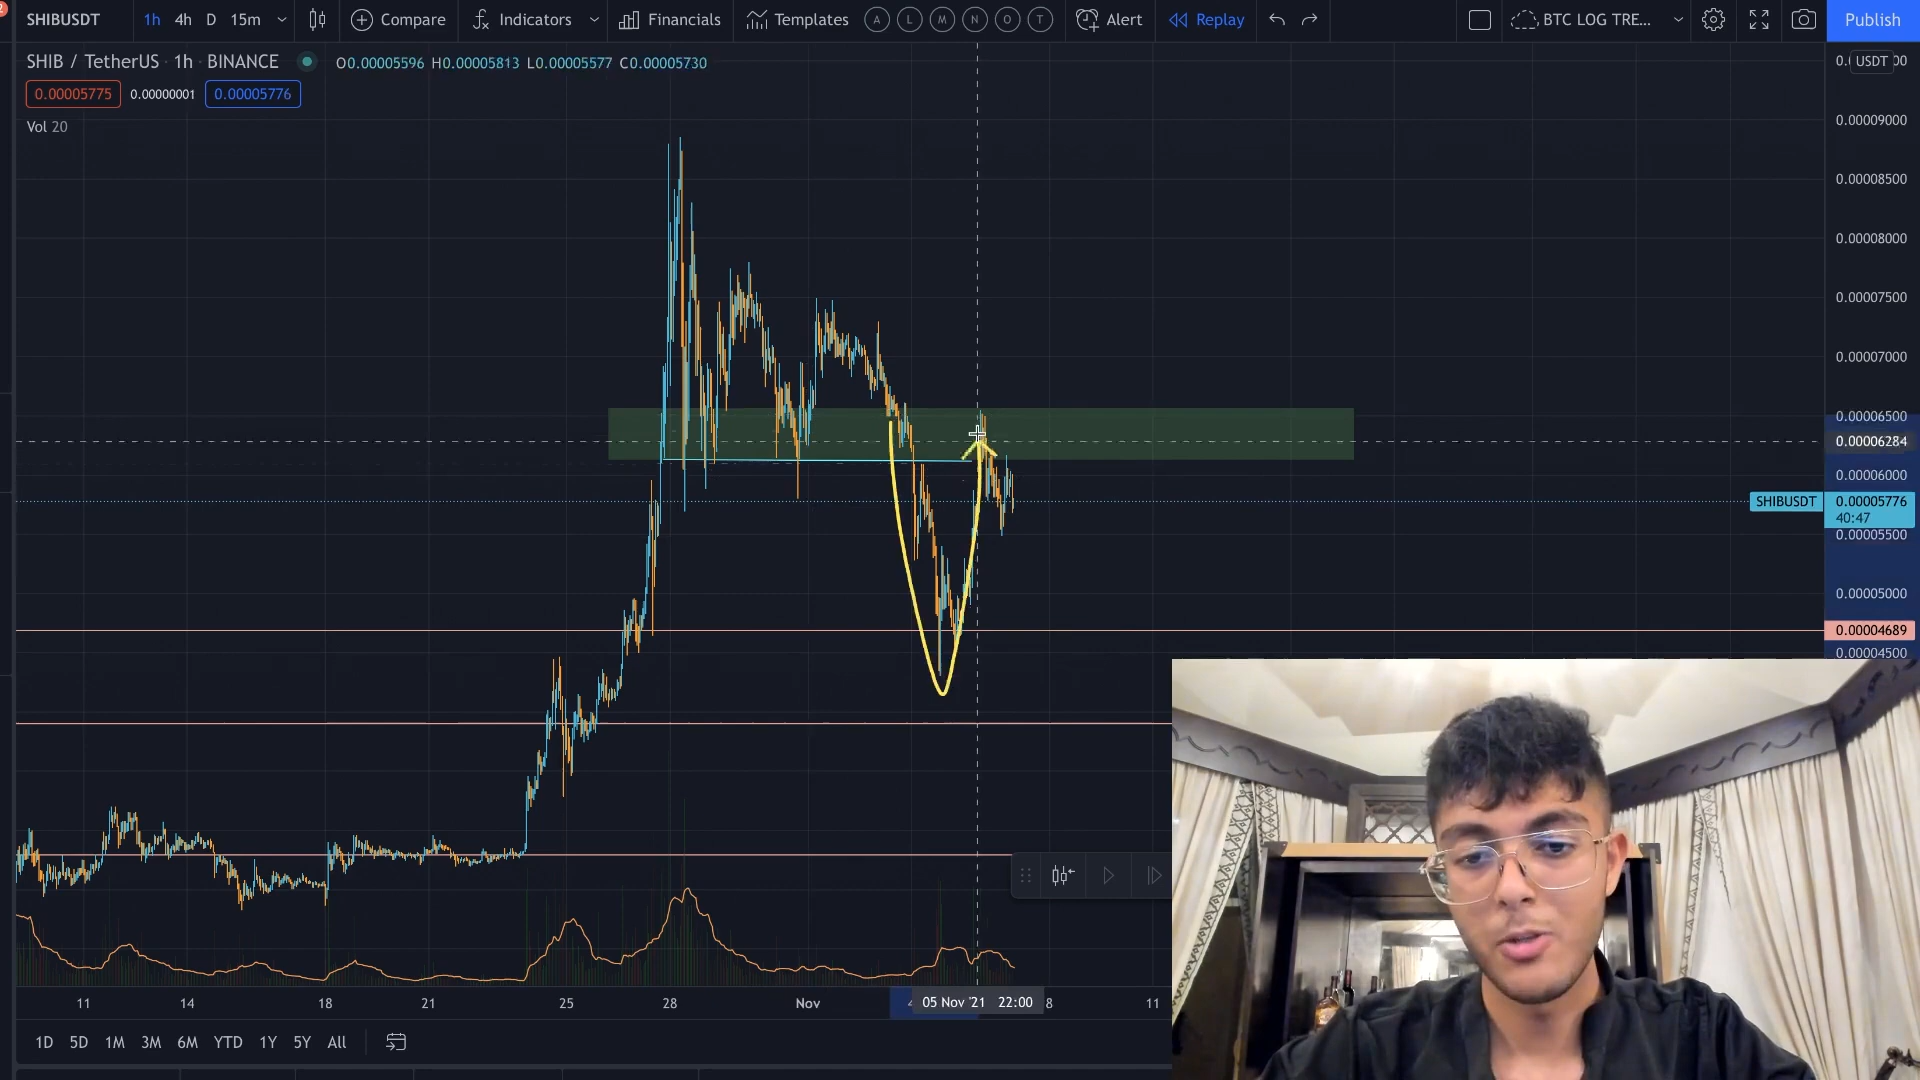 SHIBUSDT 1h 4h D 15m Compare Indicators Financials Templates A L M N O T Alert Replay BTC LOG TRE... Publish
SHIB / TetherUS · 1h · BINANCE O0.00005596 H0.00005813 L0.00005577 C0.00005730
USDT
0.00005775 0.00000001 0.00005776
Vol 20
0.00009000
0.00008500
0.00008000
0.00007500
0.00007000
0.00006500
0.00006284
0.00006000
SHIBUSDT 0.00005776
40:47
0.00005500
0.00005000
0.00004689
0.00004500
11 14 18 21 25 28 Nov 05 Nov '21 22:00 8 11
1D 5D 1M 3M 6M YTD 1Y 5Y All